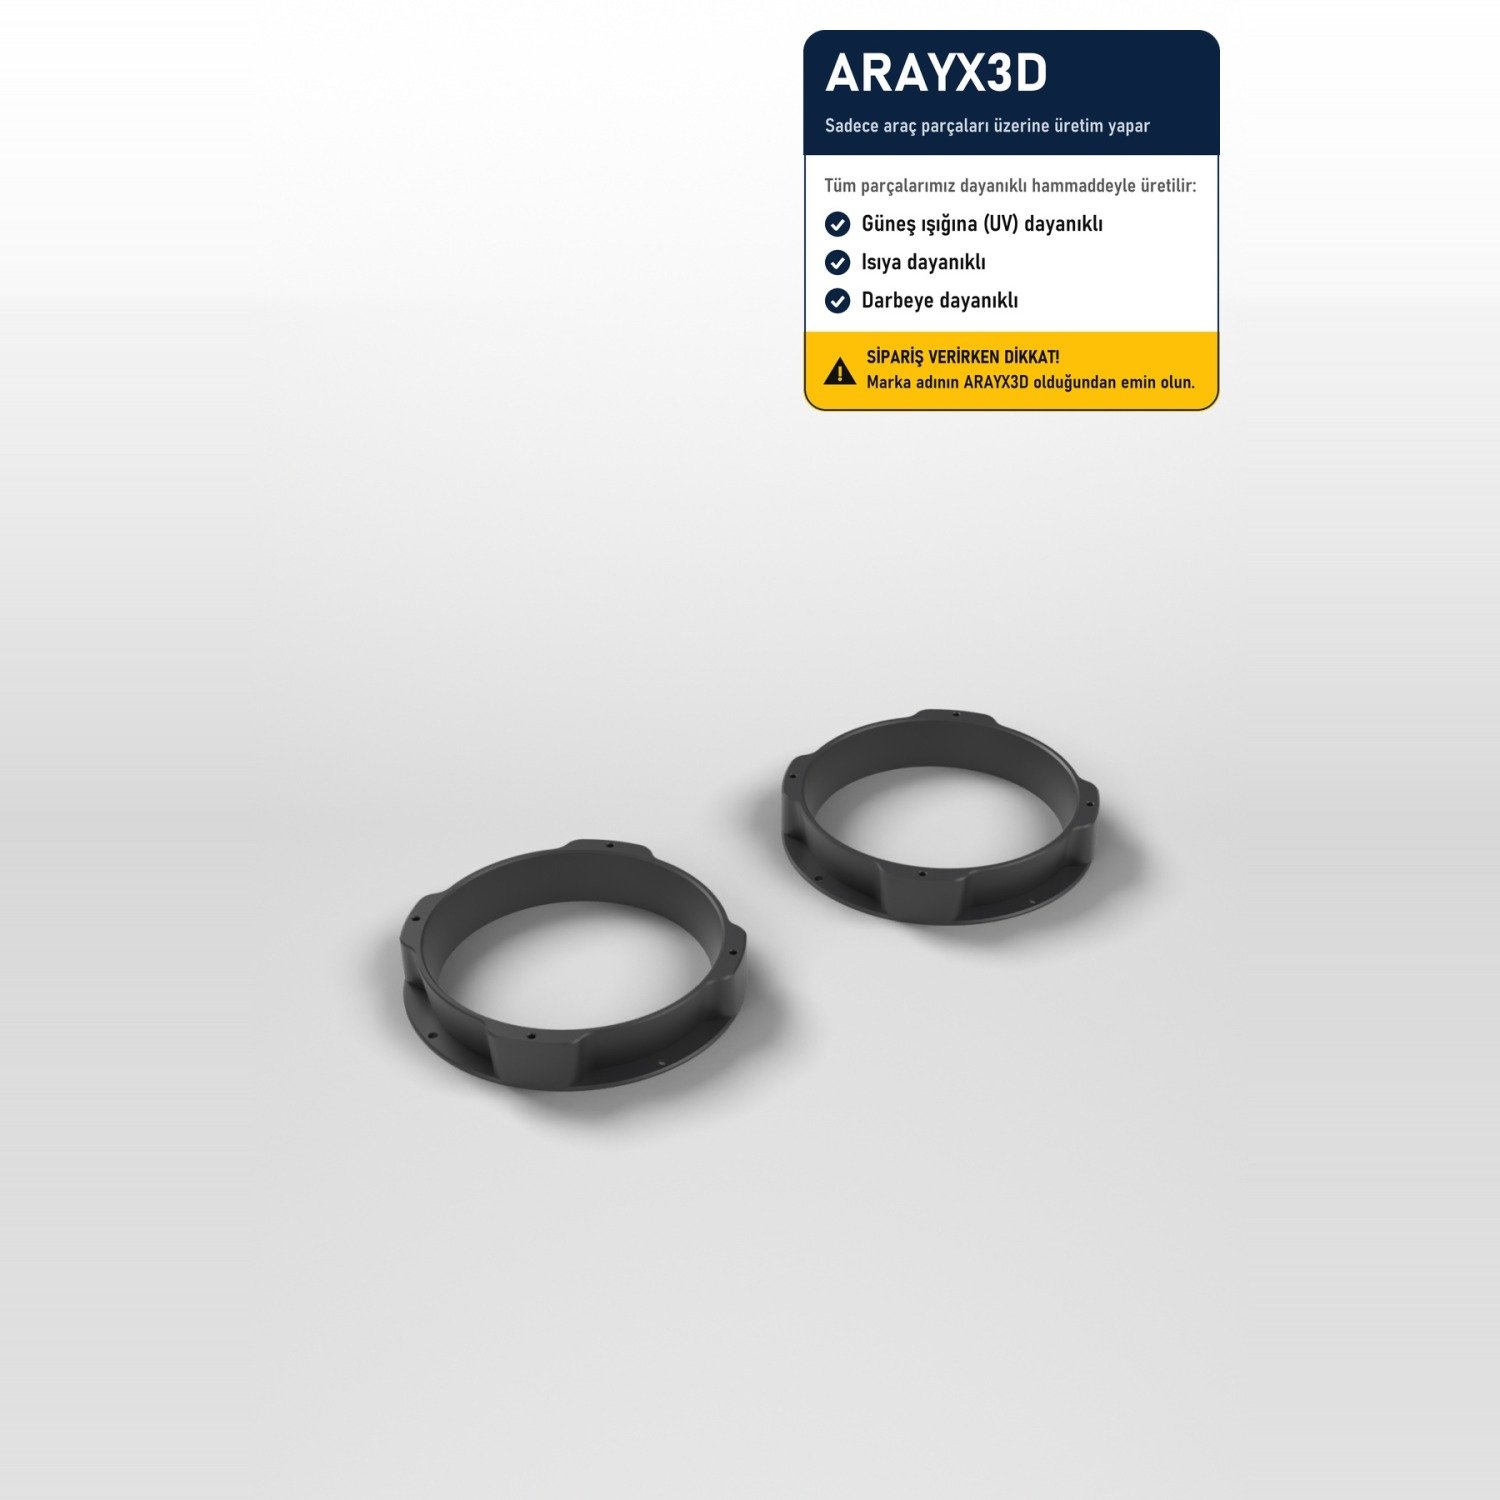 ARAYX3D
Sadece araç parçaları üzerine üretim yapar
Tüm parçalarımız dayanıklı hammaddeyle üretilir:
Güneş ışığına (UV) dayanıklı
Isıya dayanıklı
Darbeye dayanıklı
SİPARİŞ VERİRKEN DİKKAT!
Marka adının ARAYX3D olduğundan emin olun.